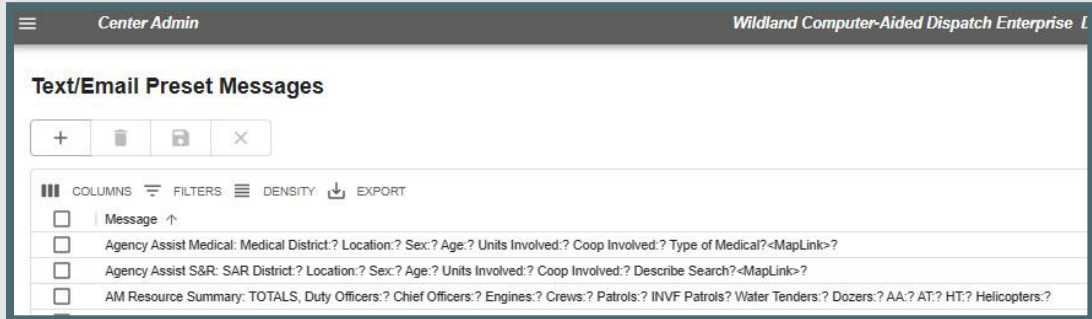 Center Admin
Wildland Computer-Aided Dispatch Enterprise
Text/Email Preset Messages
COLUMNS FILTERS DENSITY EXPORT
Message
Agency Assist Medical: Medical District:? Location:? Sex:? Age:? Units Involved:? Coop Involved:? Type of Medical?<MapLink>?
Agency Assist S&R: SAR District:? Location:? Sex:? Age:? Units Involved:? Coop Involved:? Describe Search?<MapLink>?
AM Resource Summary: TOTALS, Duty Officers:? Chief Officers:? Engines:? Crews:? Patrols:? INVF Patrols? Water Tenders:? Dozers:? AA:? AT:? HT:? Helicopters:?